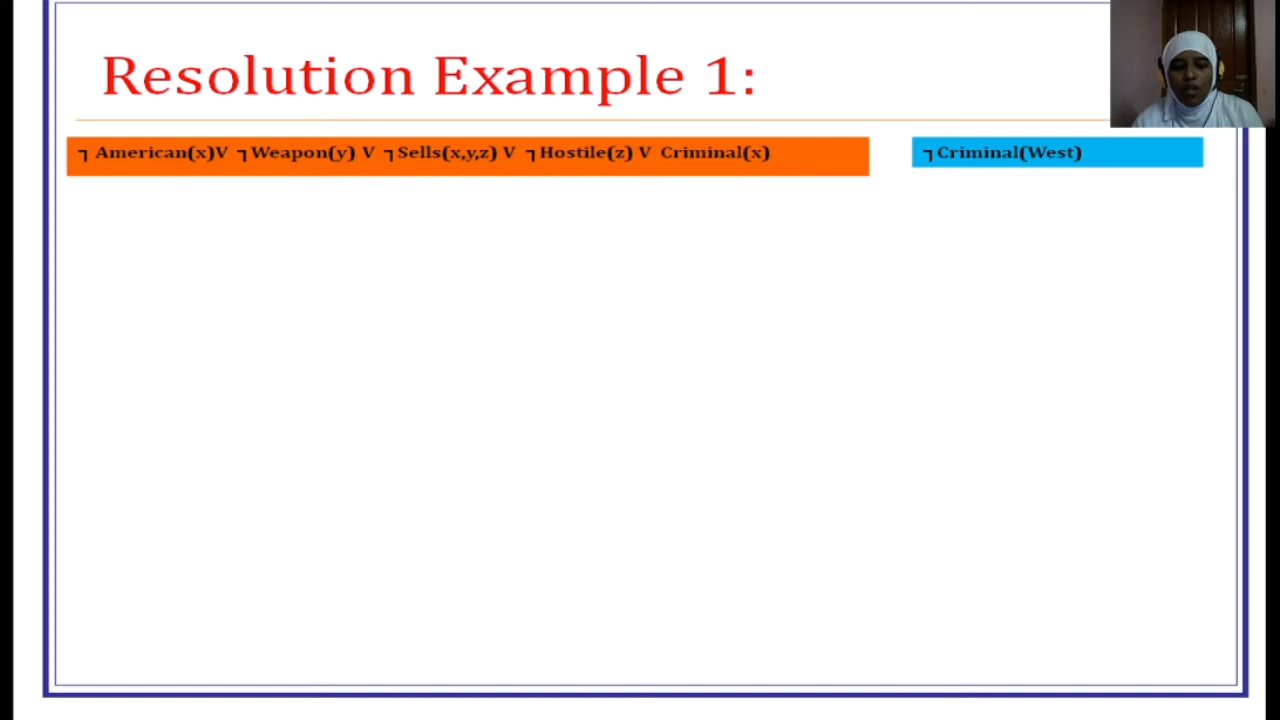 Resolution Example 1:
┐ American(x)V ┐Weapon(y) V ┐Sells(x,y,z) V ┐Hostile(z) V Criminal(x)
┐Criminal(West)